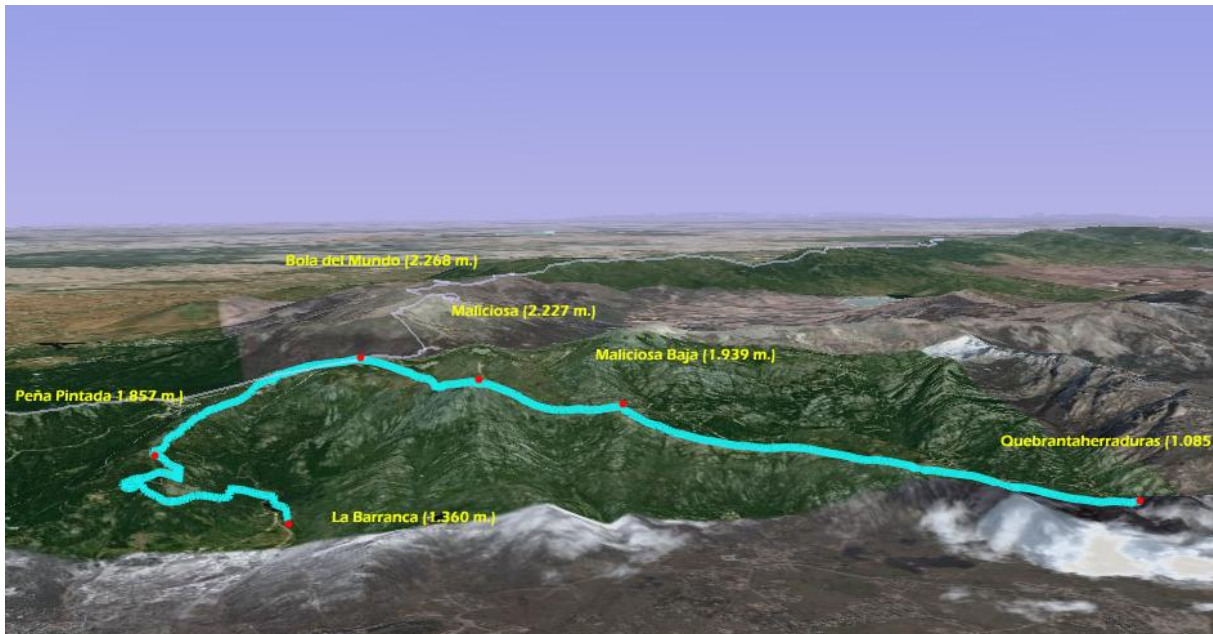 Bola del Mundo (2.268 m.)
Maliciosa (2.227 m.)
Maliciosa Baja (1.939 m.)
Peña Pintada 1.857 m.)
Quebrantaherraduras (1.085
La Barranca (1.360 m.)